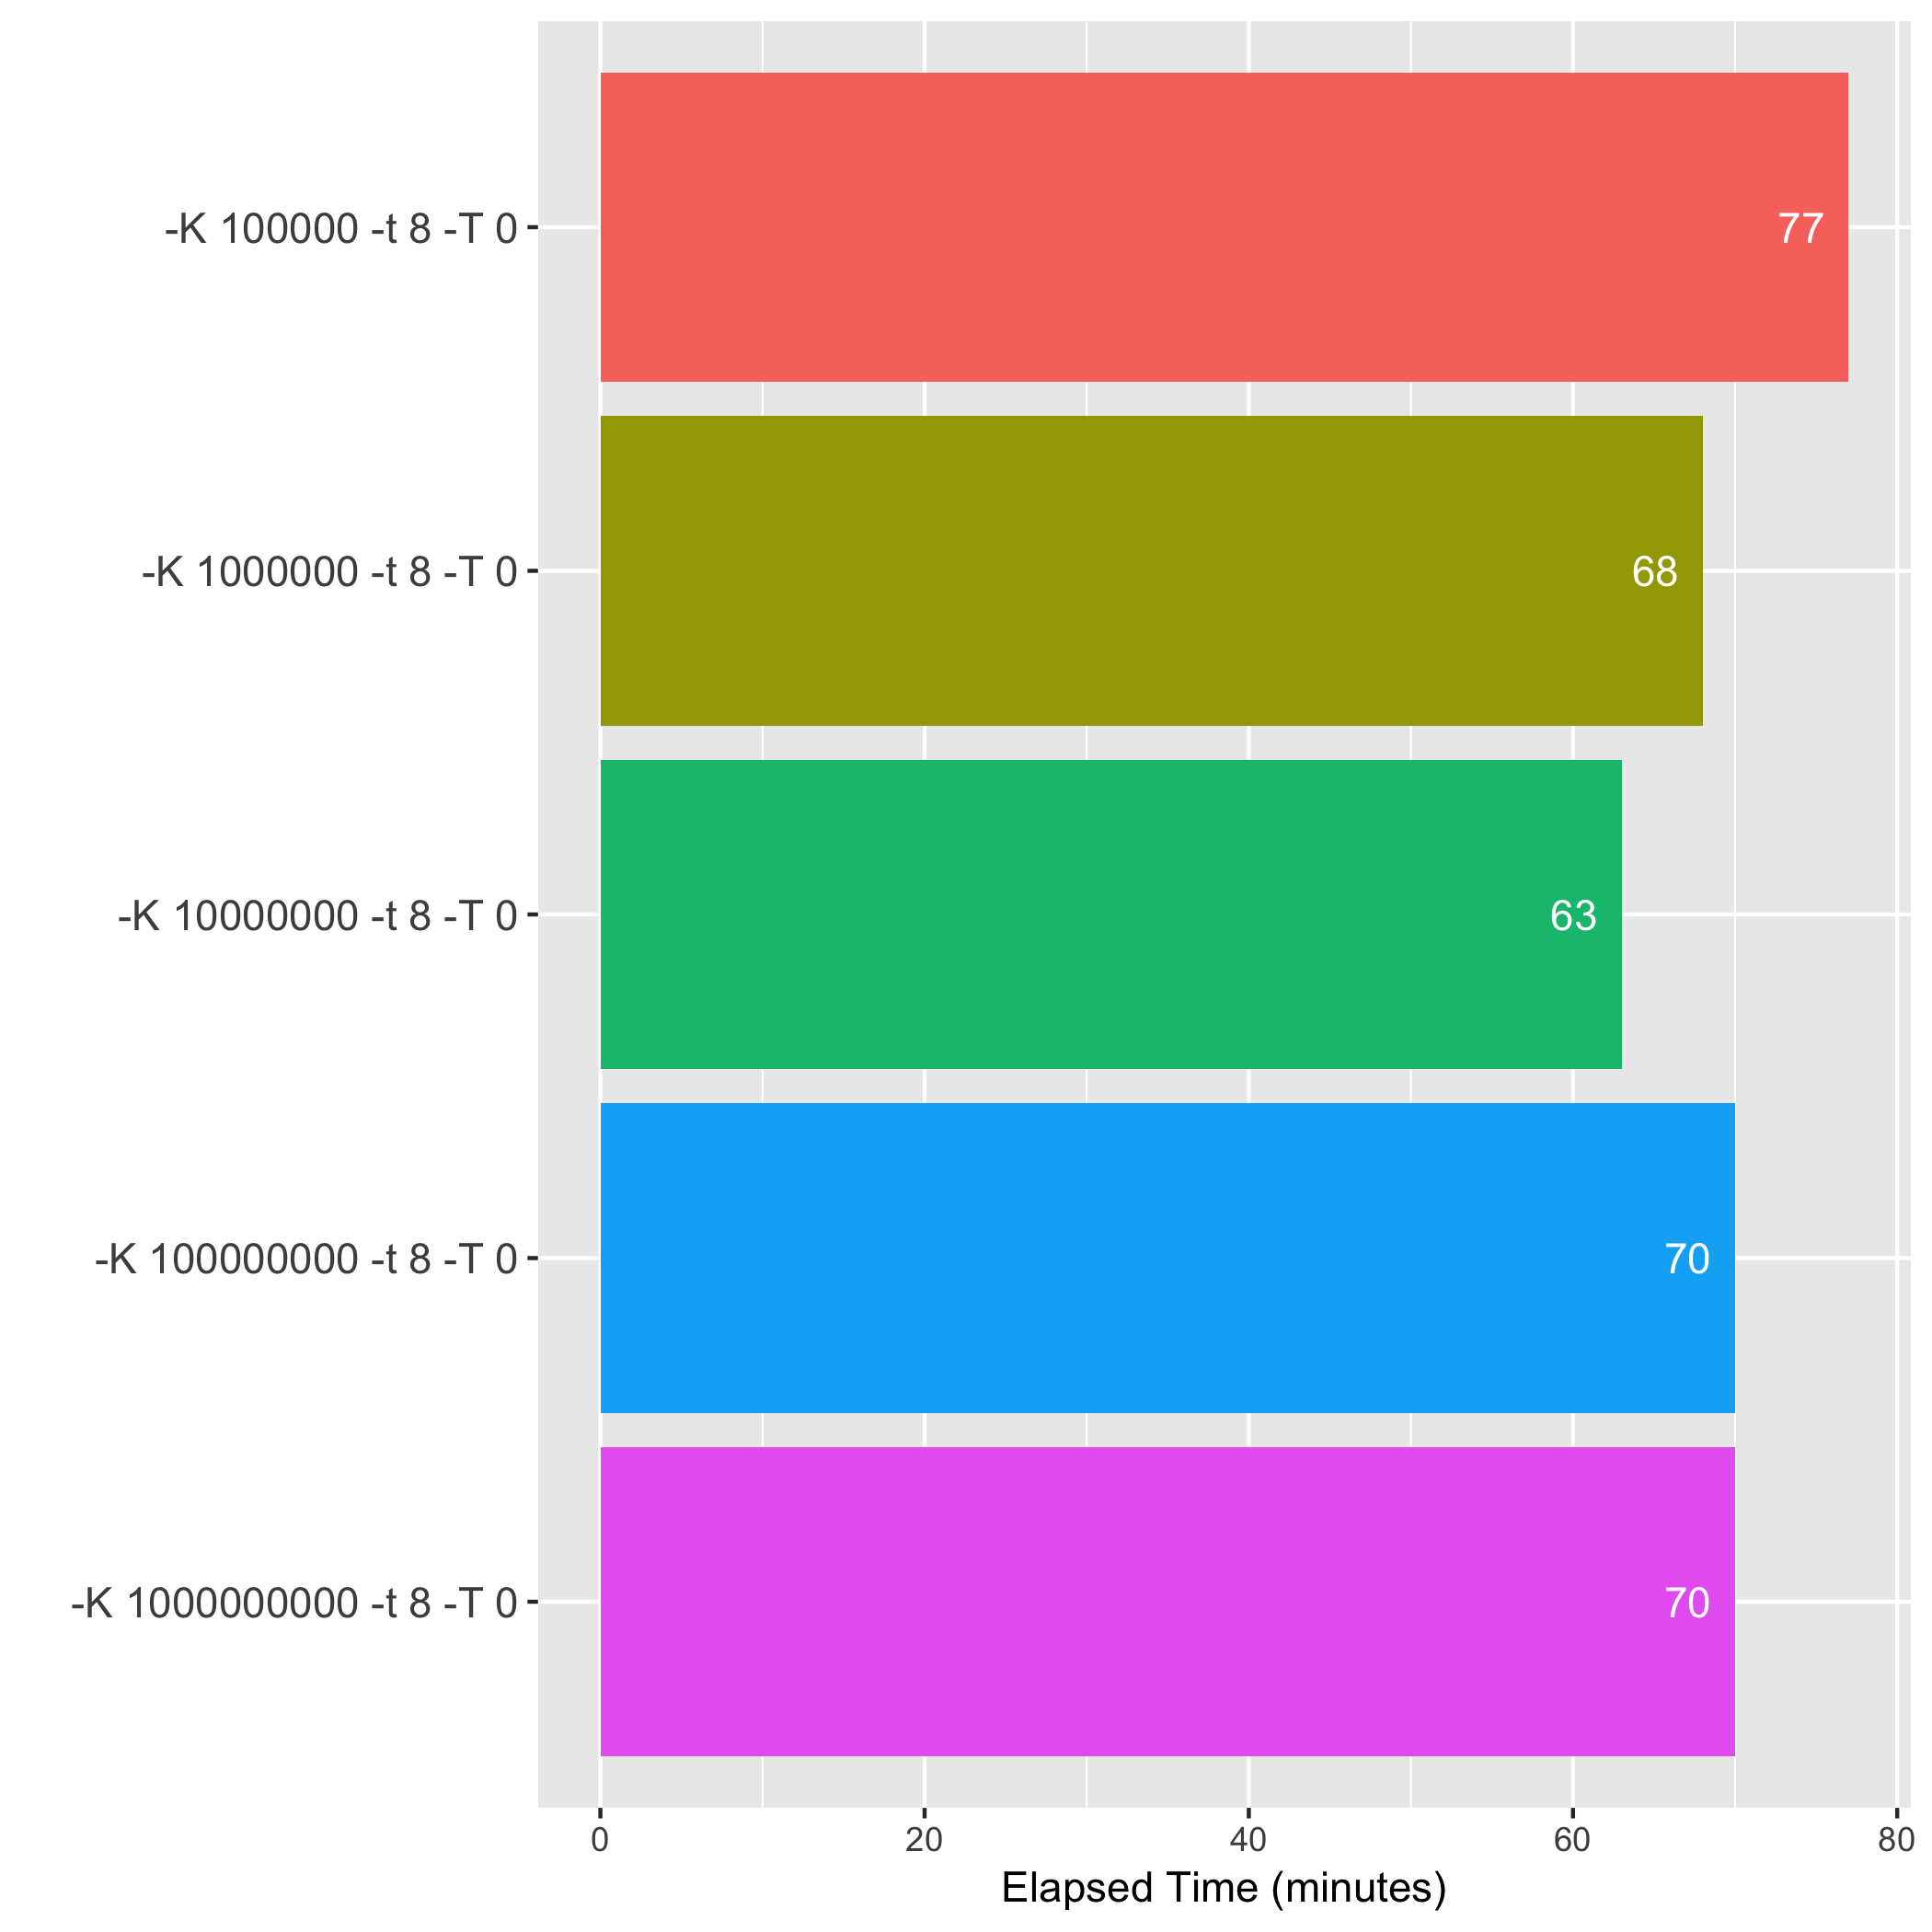 -K 100000 -t 8 -T 0
77
-K 1000000 -t 8 -T 0
68
-K 10000000 -t 8 -T 0
63
-K 100000000 -t 8 -T 0
70
-K 1000000000 -t 8 -T 0
70
0 20 40 60 80
Elapsed Time (minutes)